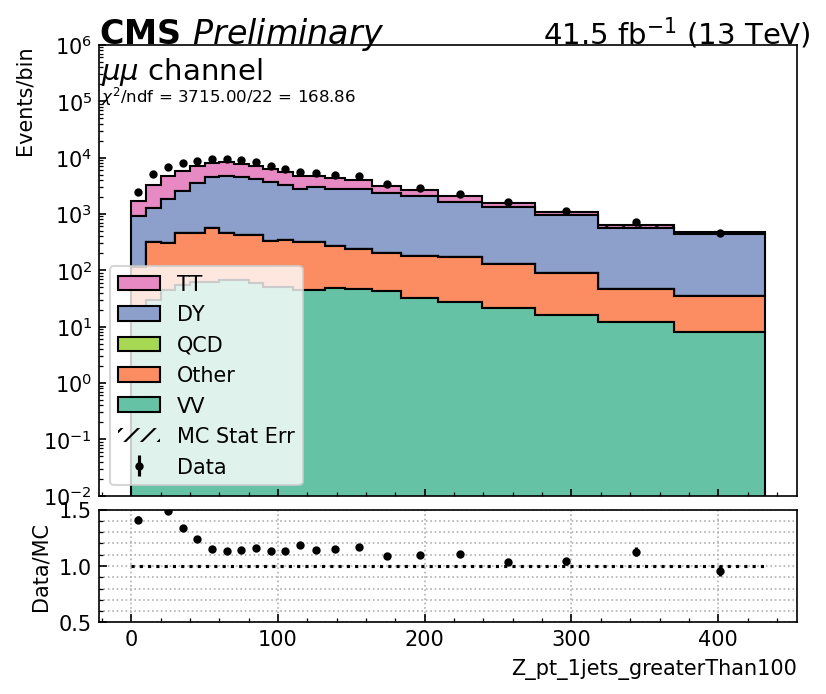 CMS Preliminary 41.5 fb⁻¹ (13 TeV)
μμ channel
χ²/ndf = 3715.00/22 = 168.86
Events/bin
10⁶
10⁵
10⁴
10³
10²
10¹
10⁰
10⁻¹
10⁻²
TT
DY
QCD
Other
VV
MC Stat Err
Data
Data/MC
1.5
1.0
0.5
0 100 200 300 400
Z_pt_1jets_greaterThan100